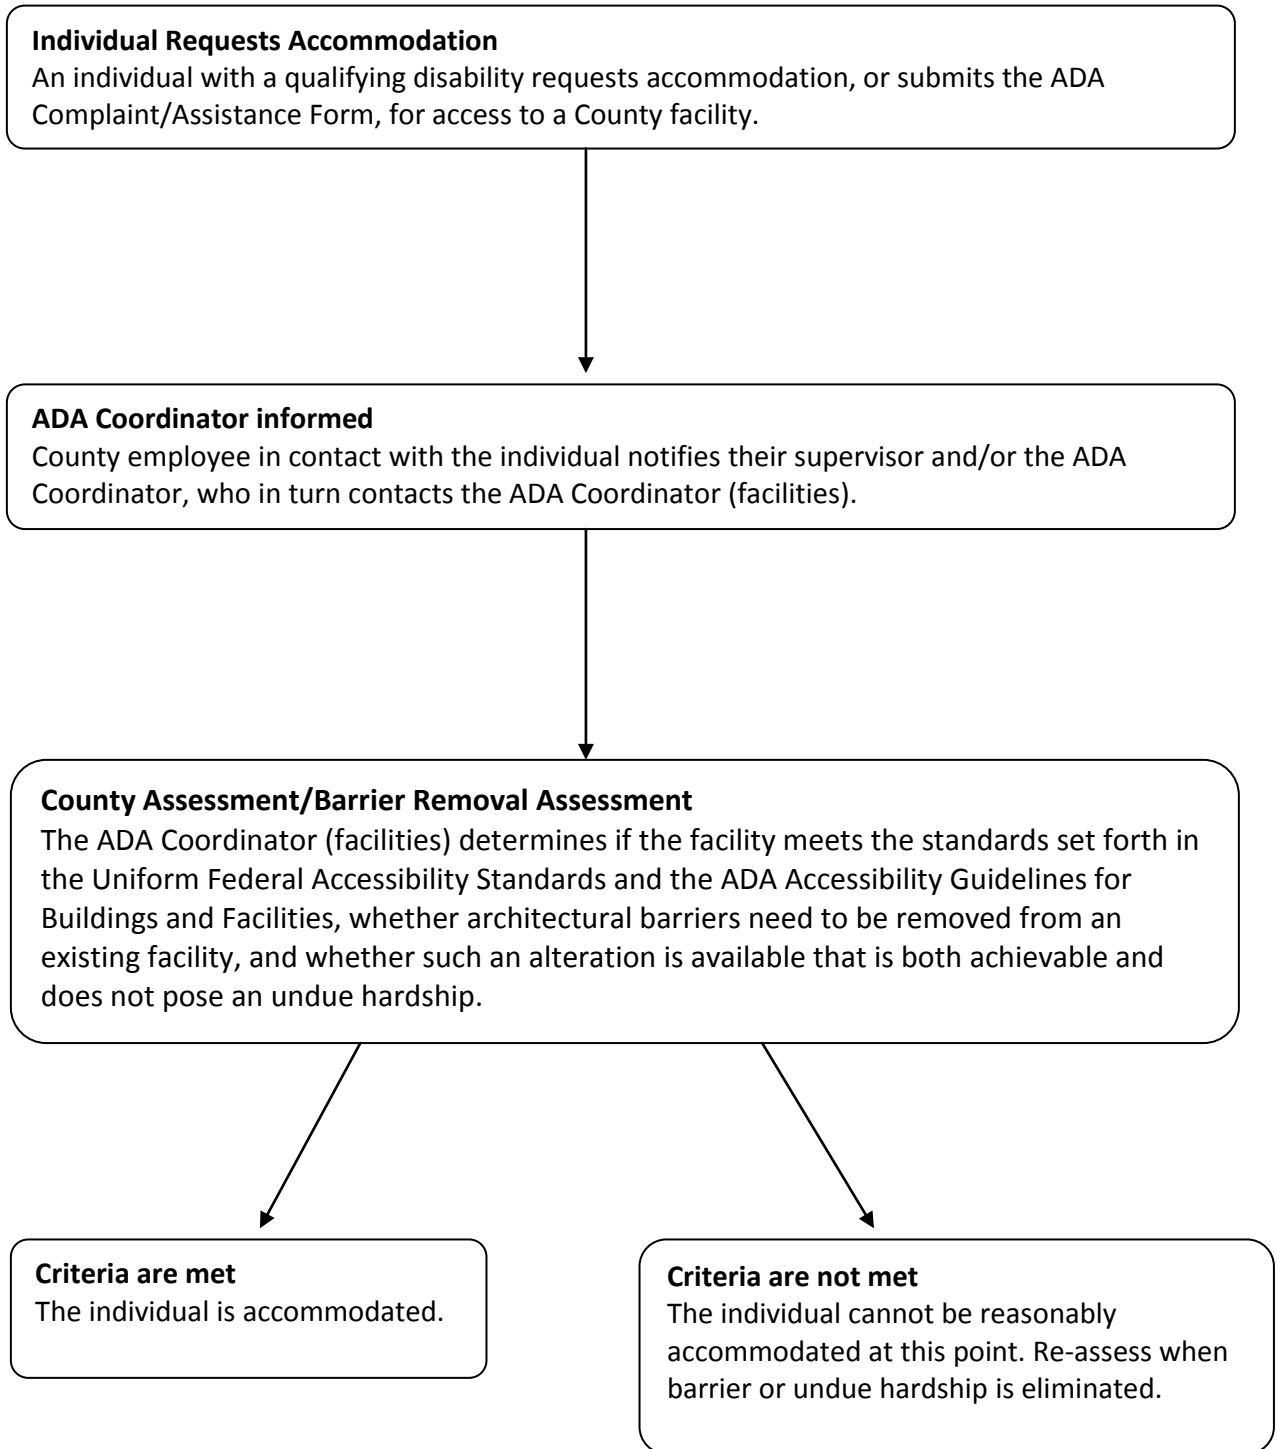 Individual Requests Accommodation
An individual with a qualifying disability requests accommodation, or submits the ADA
Complaint/Assistance Form, for access to a County facility.
ADA Coordinator informed
County employee in contact with the individual notifies their supervisor and/or the ADA
Coordinator, who in turn contacts the ADA Coordinator (facilities).
County Assessment/Barrier Removal Assessment
The ADA Coordinator (facilities) determines if the facility meets the standards set forth in
the Uniform Federal Accessibility Standards and the ADA Accessibility Guidelines for
Buildings and Facilities, whether architectural barriers need to be removed from an
existing facility, and whether such an alteration is available that is both achievable and
does not pose an undue hardship.
Criteria are met
The individual is accommodated.
Criteria are not met
The individual cannot be reasonably
accommodated at this point. Re-assess when
barrier or undue hardship is eliminated.